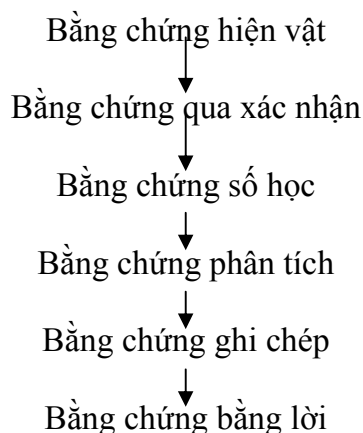 Bằng chứng hiện vật
Bằng chứng qua xác nhận
Bằng chứng số học
Bằng chứng phân tích
Bằng chứng ghi chép
Bằng chứng bằng lời